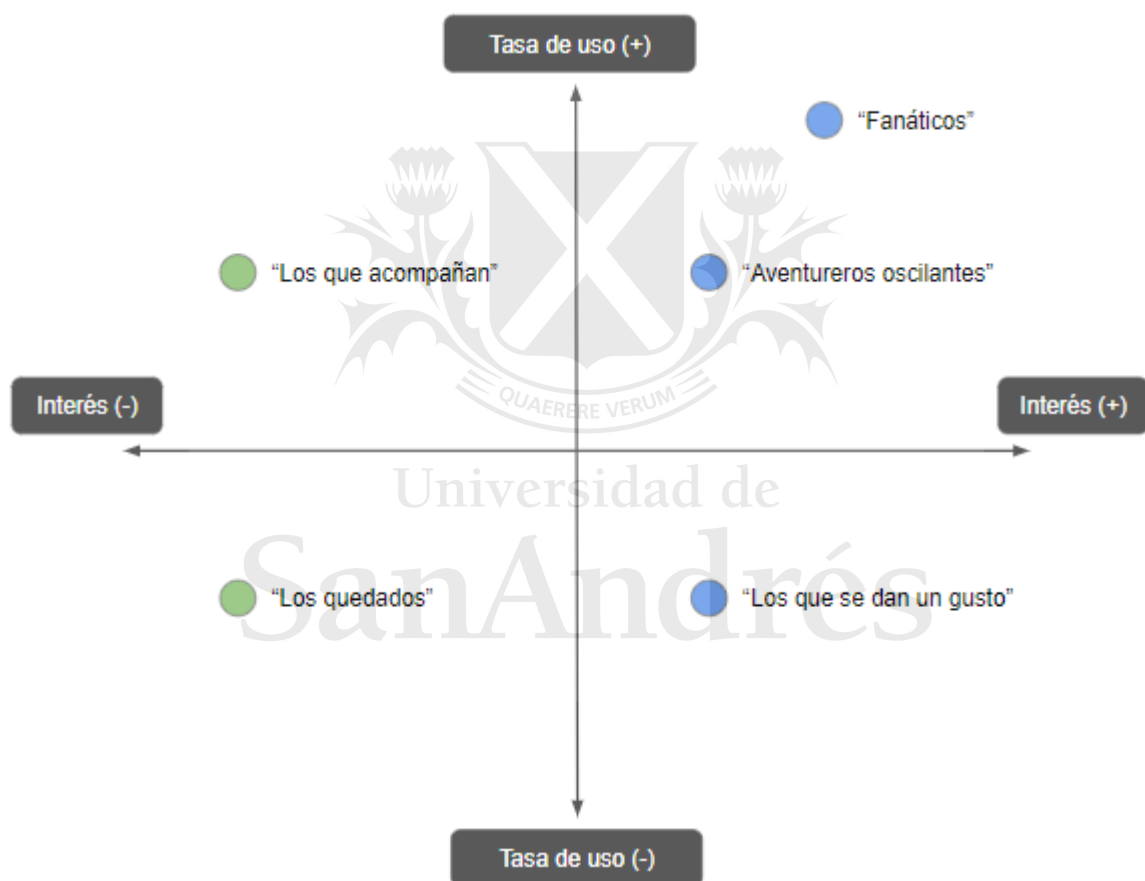 Tasa de uso (+)
“Fanáticos”
“Los que acompañan”
“Aventureros oscilantes”
Interés (-)
QUAERERE VERUM
Interés (+)
Universidad de
SanAndrés
“Los quedados”
“Los que se dan un gusto”
Tasa de uso (-)